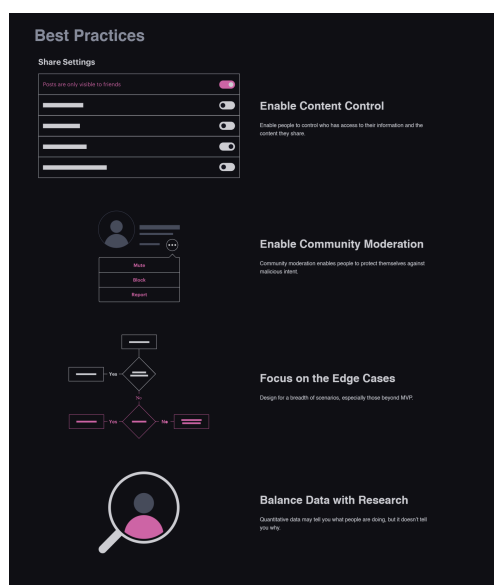 Best Practices
Share Settings
Posts are only visible to friends
Enable Content Control
Enable people to control who has access to their information and the
content they share.
Enable Community Moderation
Community moderation enables people to protect themselves against
malicious intent.
Mute
Block
Report
Focus on the Edge Cases
Design for a breadth of scenarios, especially those beyond MVP.
Yes
No
Yes
No
Balance Data with Research
Quantitative data may tell you what people are doing, but it doesn't tell
you why.